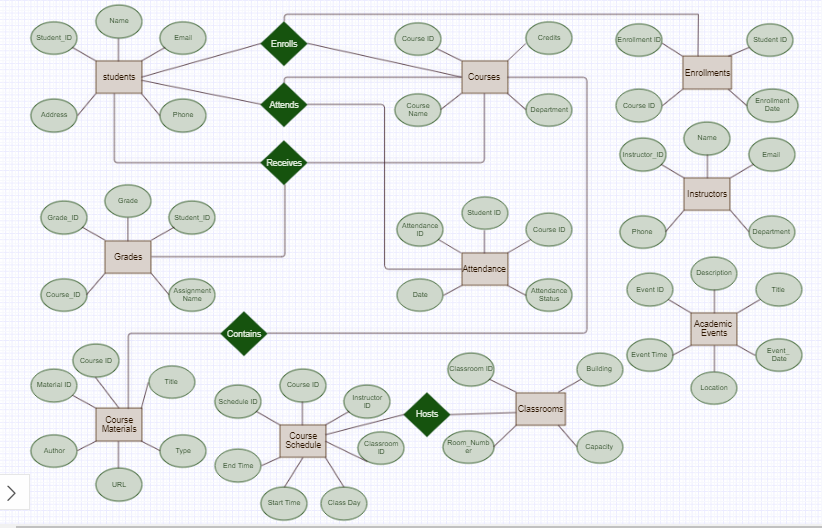 Name
Student_ID
Email
students
Address
Phone
Enrolls
Attends
Receives
Course ID
Credits
Courses
Course
Name
Department
Enrollment ID
Student ID
Enrollments
Course ID
Enrollment
Date
Name
Instructor_ID
Email
Instructors
Phone
Department
Grade
Grade_ID
Student_ID
Grades
Course_ID
Assignment
Name
Student ID
Attendance
ID
Course ID
Attendance
Date
Attendance
Status
Description
Event ID
Title
Academic
Events
Event Time
Event_
Date
Location
Contains
Course ID
Material ID
Title
Course
Materials
Author
Type
URL
Course ID
Schedule ID
Instructor
ID
Course
Schedule
Classroom
ID
End Time
Start Time
Class Day
Hosts
Classroom ID
Building
Classrooms
Room_Numb
er
Capacity